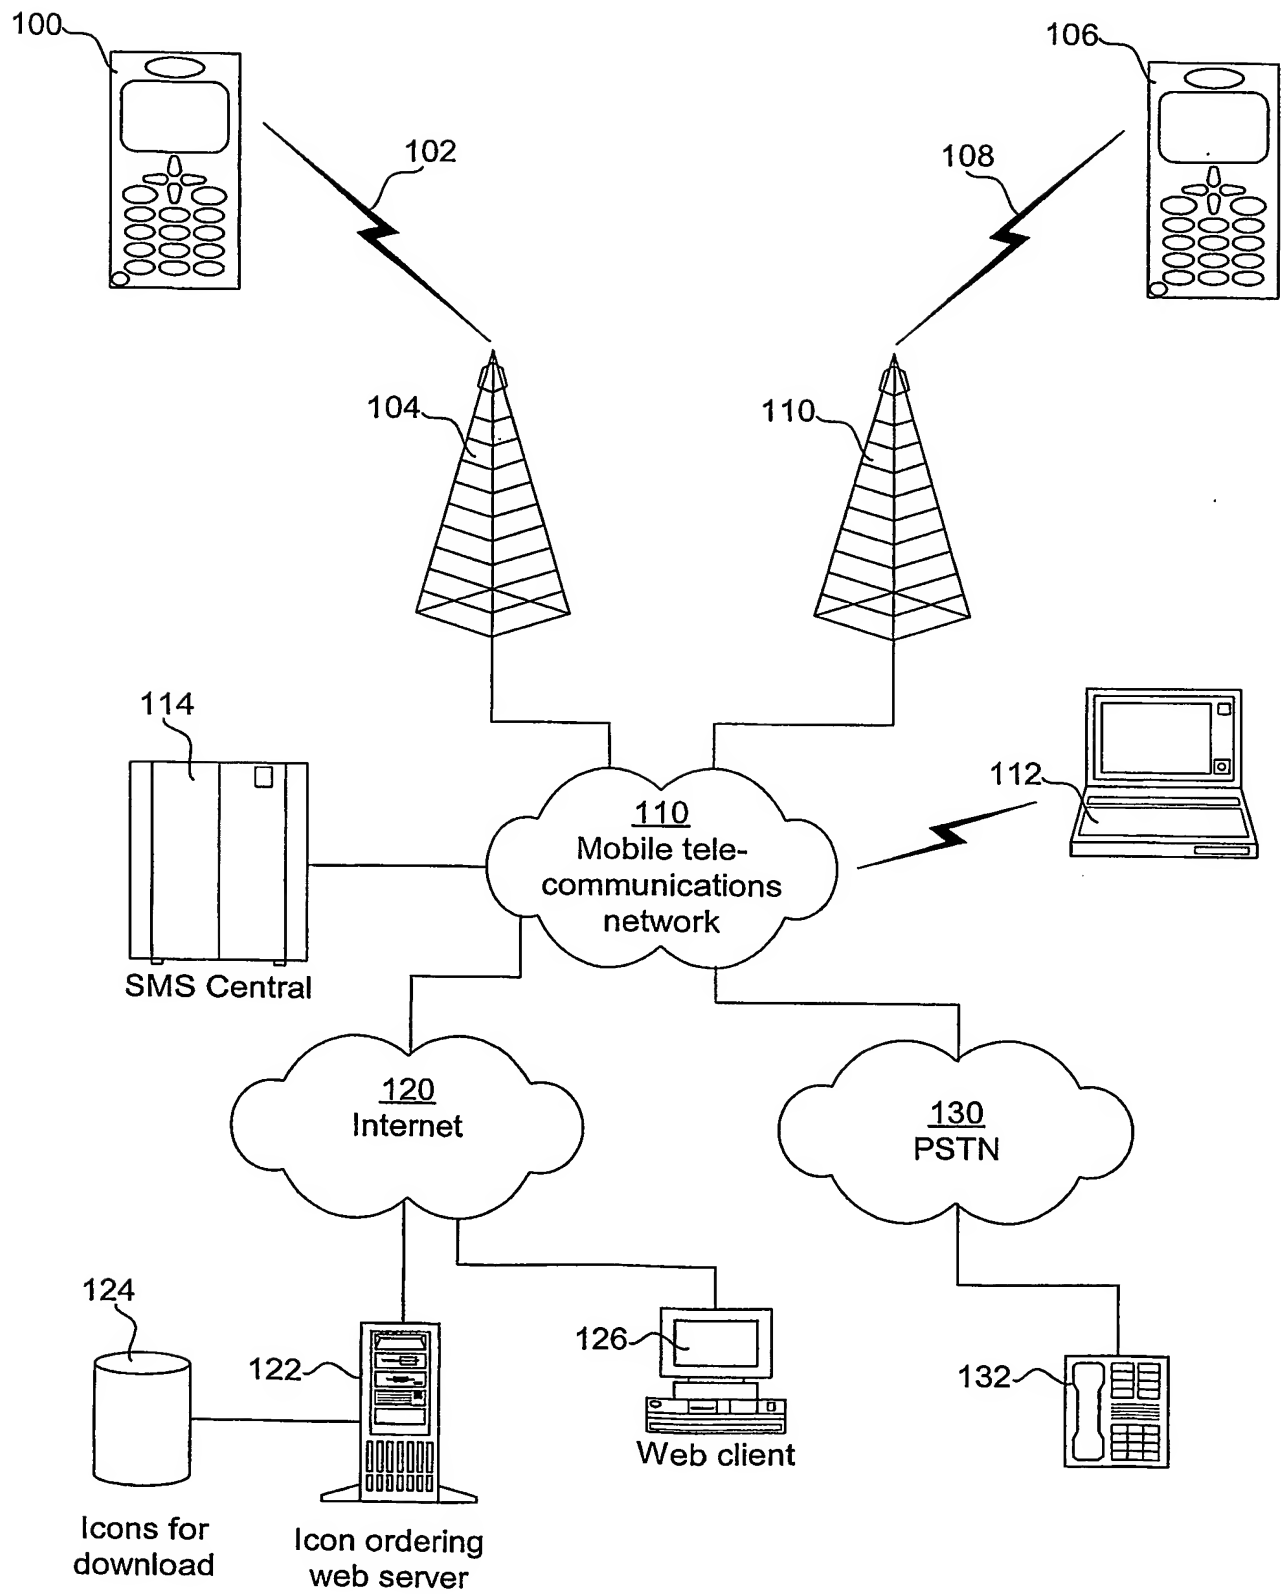 100
106
102
108
104
110
114
112
110
Mobile tele-
communications
network
SMS Central
120
Internet
130
PSTN
124
122
126
132
Web client
Icons for
download
Icon ordering
web server